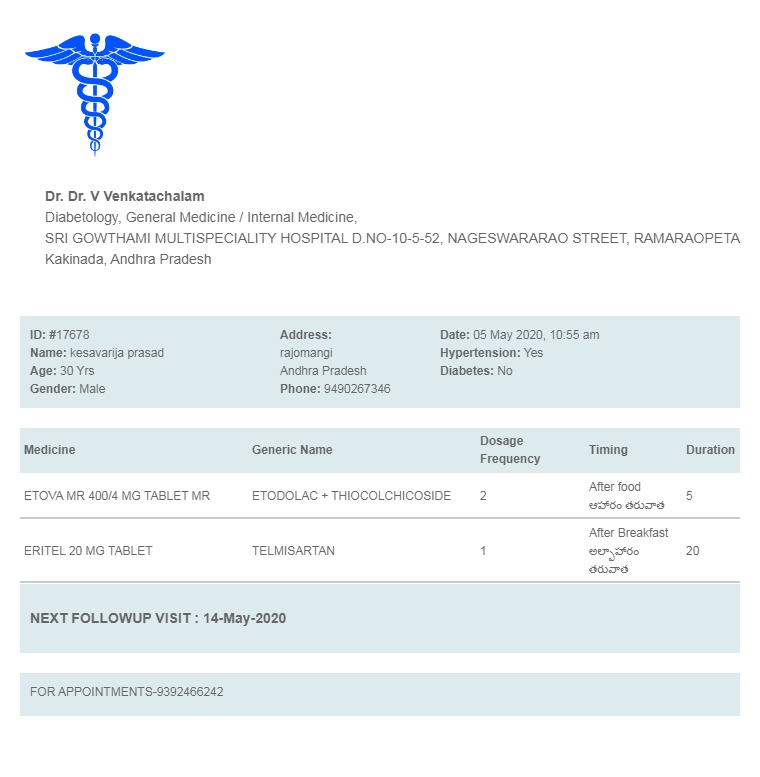 Dr. Dr. V Venkatachalam
Diabetology, General Medicine / Internal Medicine,
SRI GOWTHAMI MULTISPECIALITY HOSPITAL D.NO-10-5-52, NAGESWARARAO STREET, RAMARAOPETA
Kakinada, Andhra Pradesh
ID: #17678 Address: Date: 05 May 2020, 10:55 am
Name: kesavarija prasad rajomangi Hypertension: Yes
Age: 30 Yrs Andhra Pradesh Diabetes: No
Gender: Male Phone: 9490267346
Medicine Generic Name Dosage Frequency Timing Duration
ETOVA MR 400/4 MG TABLET MR ETODOLAC + THIOCOLCHICOSIDE 2 After food ఆహారం తరువాత 5
ERITEL 20 MG TABLET TELMISARTAN 1 After Breakfast అల్పాహారం తరువాత 20
NEXT FOLLOWUP VISIT : 14-May-2020
FOR APPOINTMENTS-9392466242